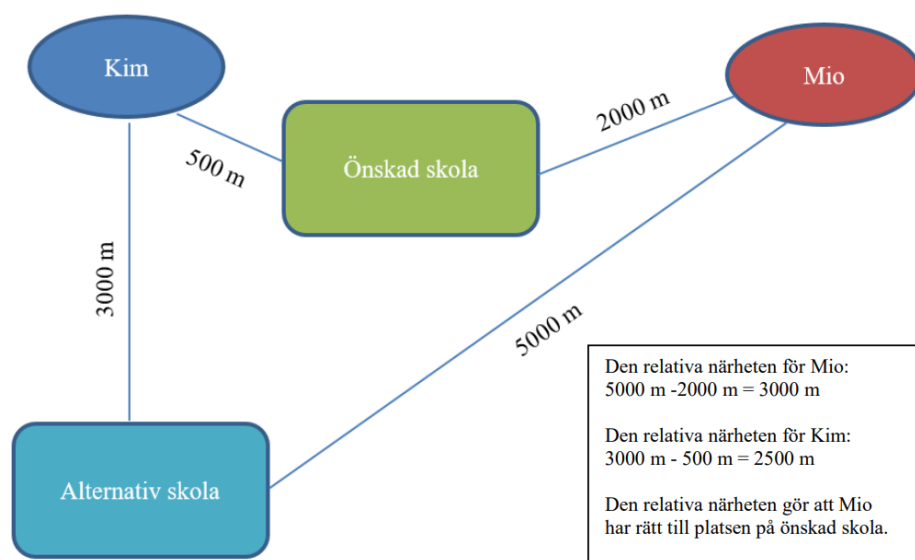 Kim
Mio
Önskad skola
500 m
2000 m
3000 m
5000 m
Alternativ skola
Den relativa närheten för Mio:
5000 m -2000 m = 3000 m
Den relativa närheten för Kim:
3000 m - 500 m = 2500 m
Den relativa närheten gör att Mio
har rätt till platsen på önskad skola.